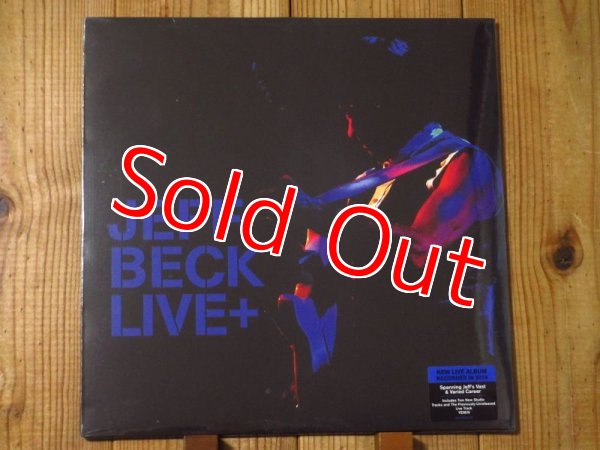 Sold Out
JEFF
BECK
LIVE+
NEW LIVE ALBUM
RECORDED IN 2014
Spanning Jeff's Vast
& Varied Career
Includes Two New Studio
Tracks and The Previously Unreleased
Live Track
YEMIN